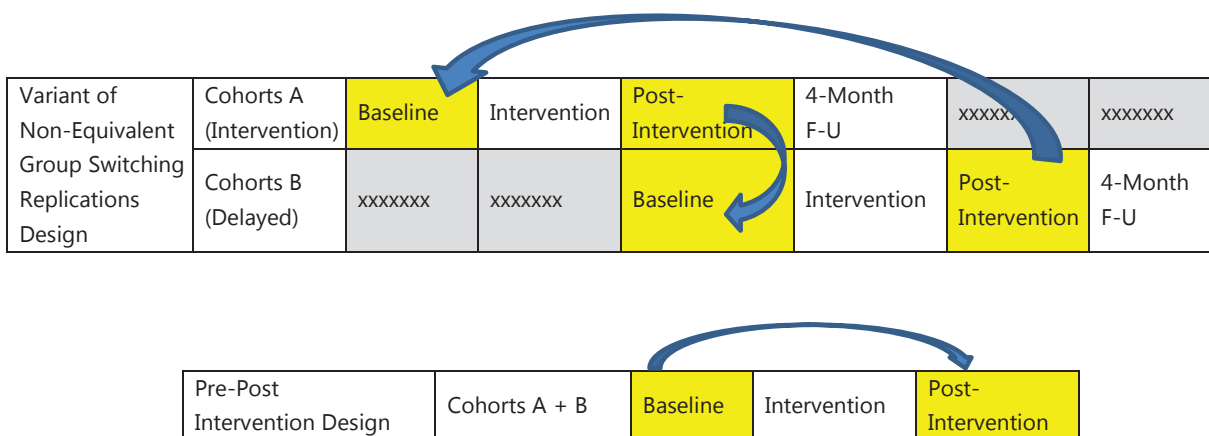 Variant of
Non-Equivalent
Group Switching
Replications
Design
Cohorts A
(Intervention)
Baseline
Intervention
Post-
Intervention
4-Month
F-U
xxxxxxx
xxxxxxx
Cohorts B
(Delayed)
xxxxxxx
xxxxxxx
Baseline
Intervention
Post-
Intervention
4-Month
F-U
Pre-Post
Intervention Design
Cohorts A + B
Baseline
Intervention
Post-
Intervention